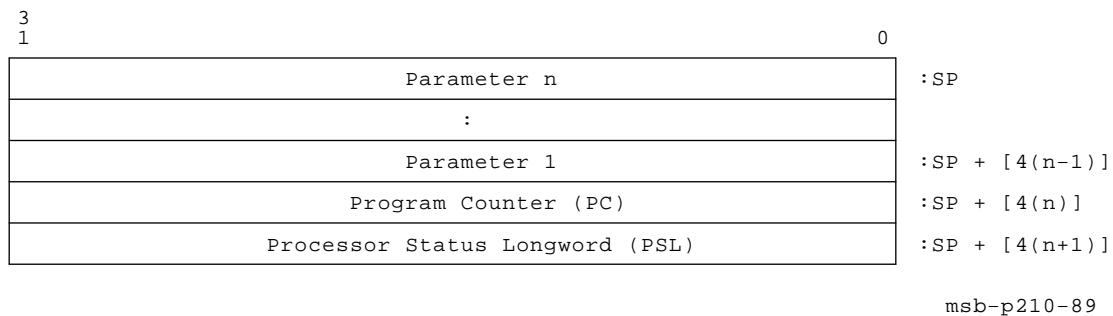 3
1 0
Parameter n :SP
:
Parameter 1 :SP + [4(n−1)]
Program Counter (PC) :SP + [4(n)]
Processor Status Longword (PSL) :SP + [4(n+1)]
msb−p210−89